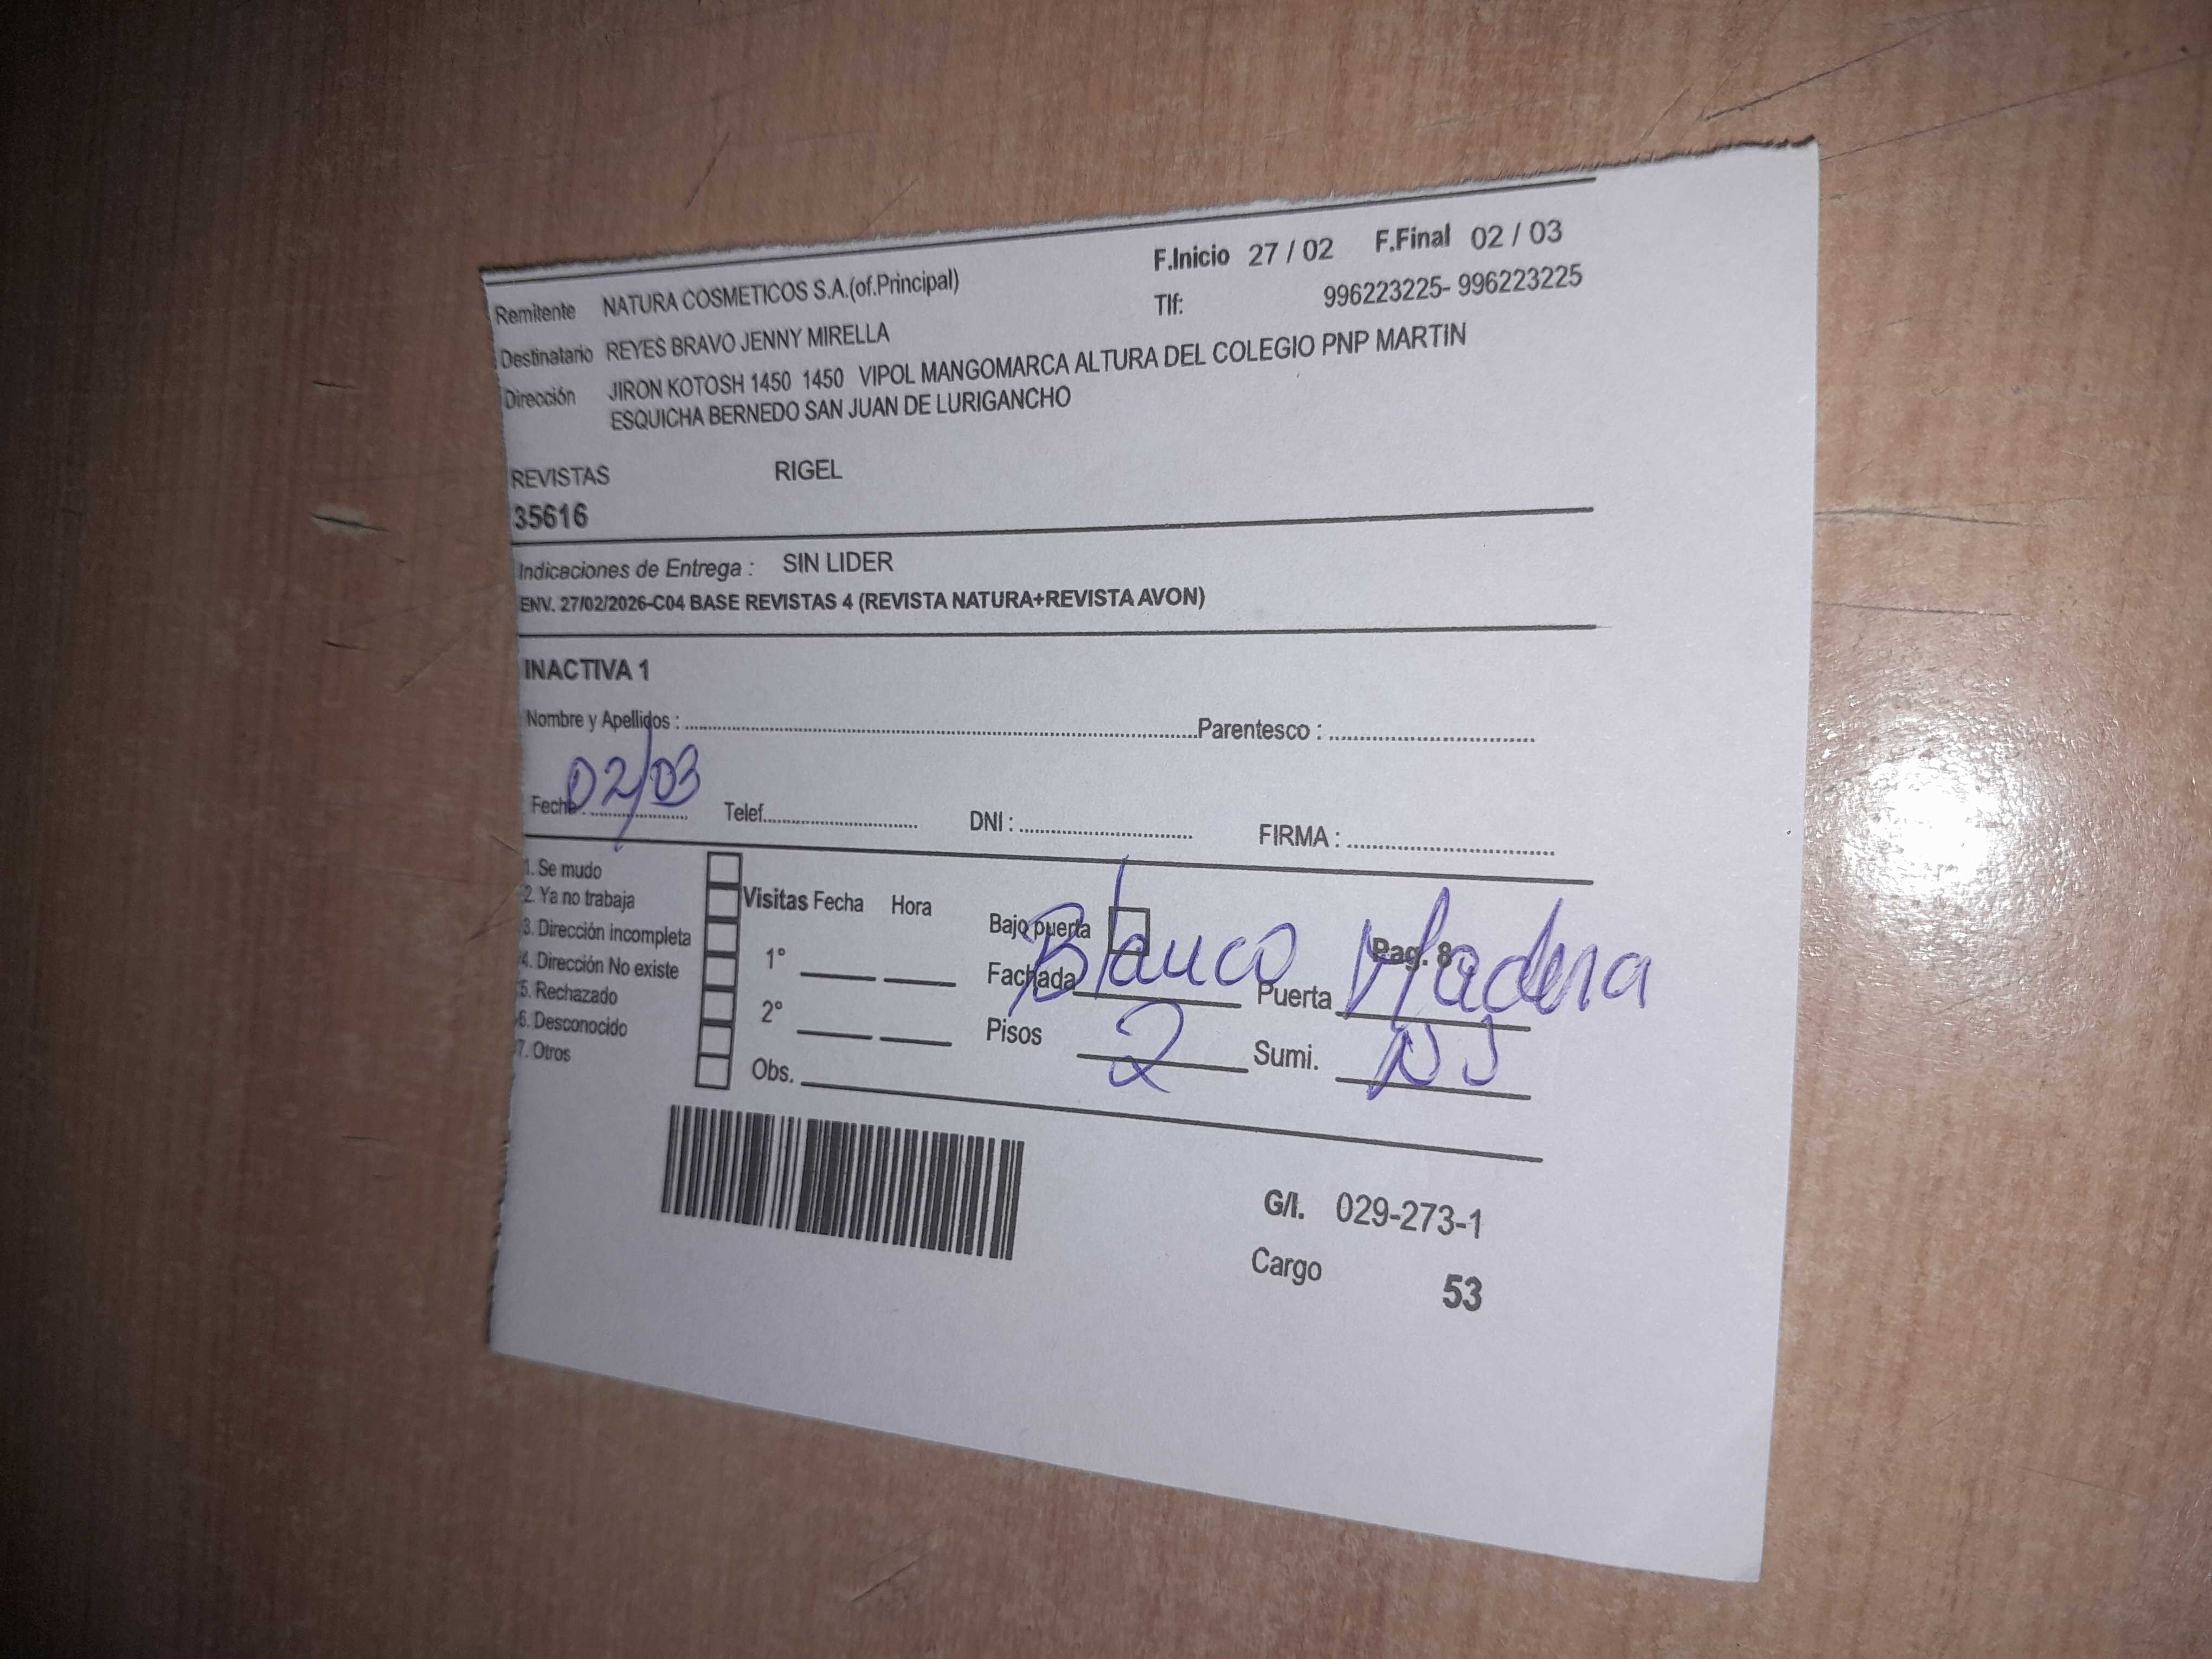 F.Inicio 27 / 02 F.Final 02 / 03
Remitente NATURA COSMETICOS S.A.(of.Principal) Tlf: 996223225- 996223225
Destinatario REYES BRAVO JENNY MIRELLA
Dirección JIRON KOTOSH 1450 1450 VIPOL MANGOMARCA ALTURA DEL COLEGIO PNP MARTIN
ESQUICHA BERNEDO SAN JUAN DE LURIGANCHO
REVISTAS RIGEL
35616
Indicaciones de Entrega : SIN LIDER
ENV. 27/02/2026-C04 BASE REVISTAS 4 (REVISTA NATURA+REVISTA AVON)
INACTIVA 1
Nombre y Apellidos : Parentesco :
Fecha : 02/03 Telef. DNI : FIRMA :
1. Se mudo
2. Ya no trabaja
3. Dirección incompleta
4. Dirección No existe
5. Rechazado
6. Desconocido
7. Otros
Visitas Fecha Hora
1°
2°
Obs.
Bajo puerta Pag. 8
Fachada Blanco Puerta Madera
Pisos 2 Sumi.
G/I. 029-273-1
Cargo 53